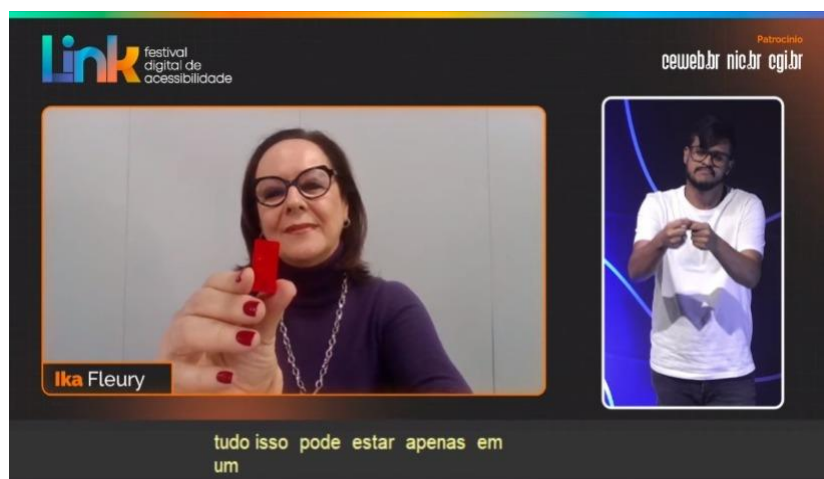 Link
festival
digital de
acessibilidade
Patrocínio
ceweb.br nic.br cgi.br
Ika Fleury
tudo isso pode estar apenas em
um